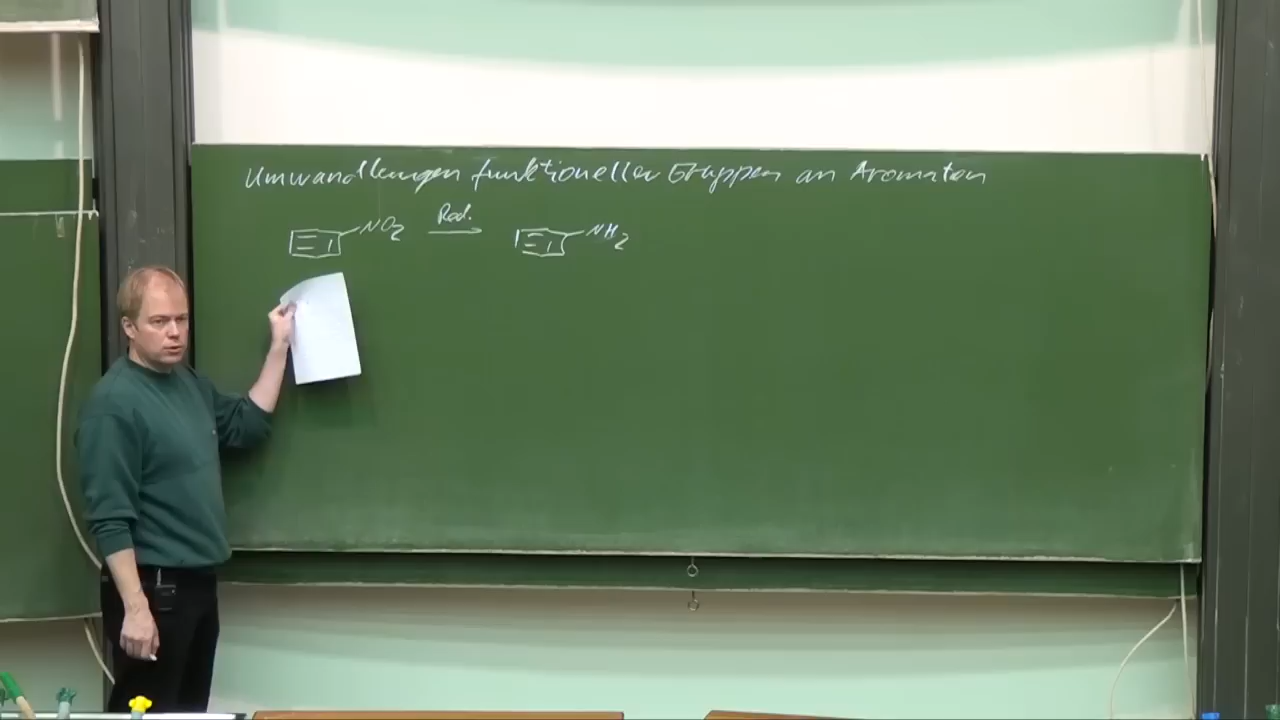 Umwandlungen funktioneller Gruppen an Aromaten
NO2 Red. NH2